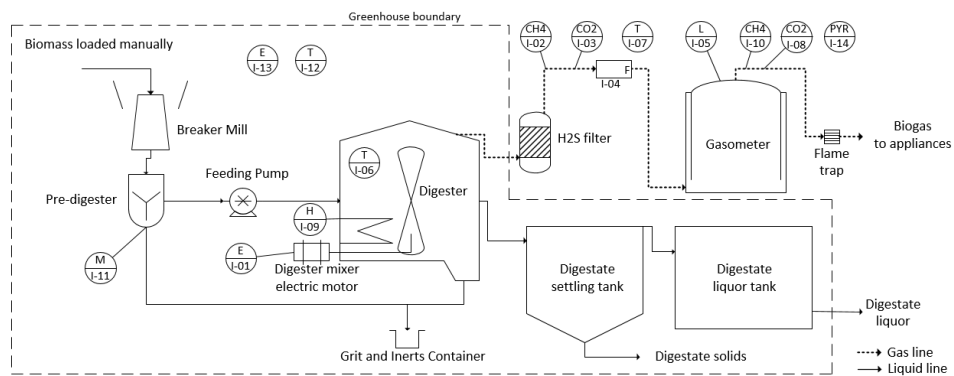 Greenhouse boundary
Biomass loaded manually
E
I-13
T
I-12
CH4
I-02
CO2
I-03
T
I-07
L
I-05
CH4
I-10
CO2
I-08
PYR
I-14
F
I-04
Breaker Mill
H2S filter
Gasometer
Biogas
to appliances
Flame
trap
Pre-digester
Feeding Pump
T
I-06
Digester
H
I-09
E
I-01
M
I-11
Digester mixer
electric motor
Digestate
settling tank
Digestate
liquor tank
Digestate
liquor
Grit and Inerts Container
Digestate solids
Gas line
Liquid line